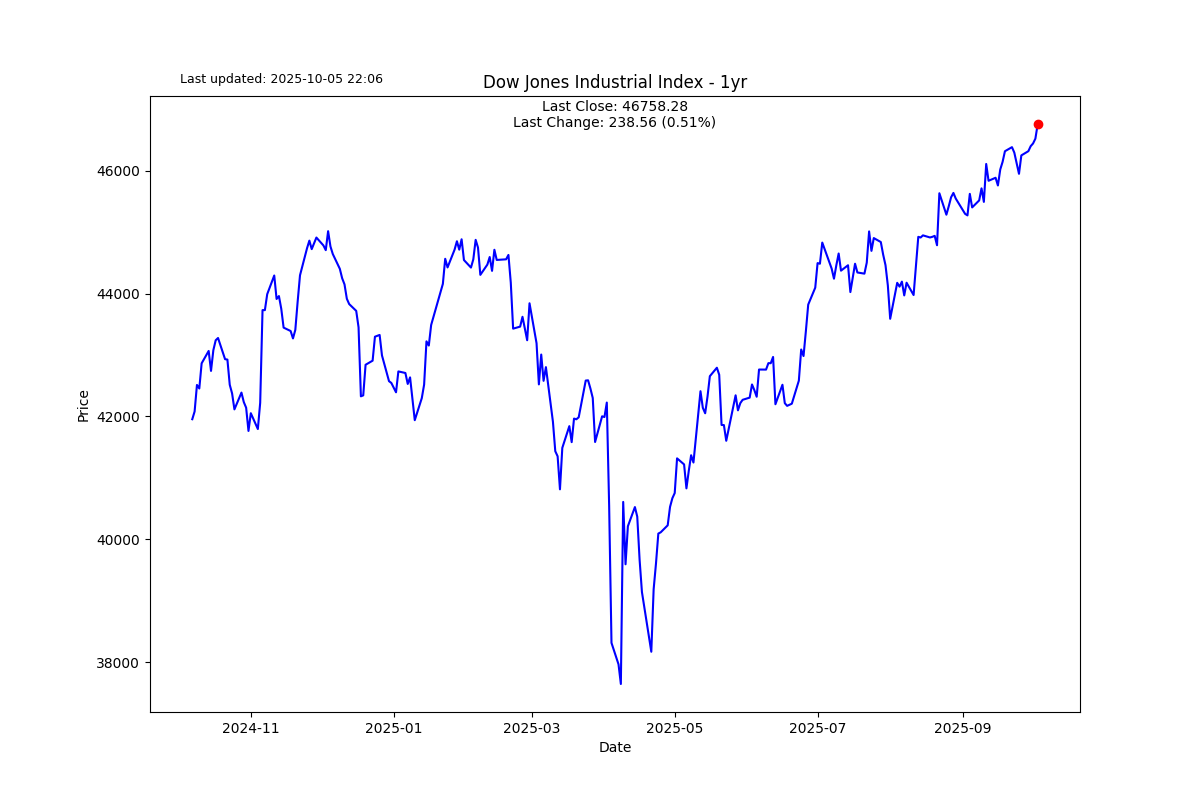 Last updated: 2025-10-05 22:06
Dow Jones Industrial Index - 1yr
Last Close: 46758.28
Last Change: 238.56 (0.51%)
46000
44000
42000
40000
38000
Price
2024-11
2025-01
2025-03
2025-05
2025-07
2025-09
Date